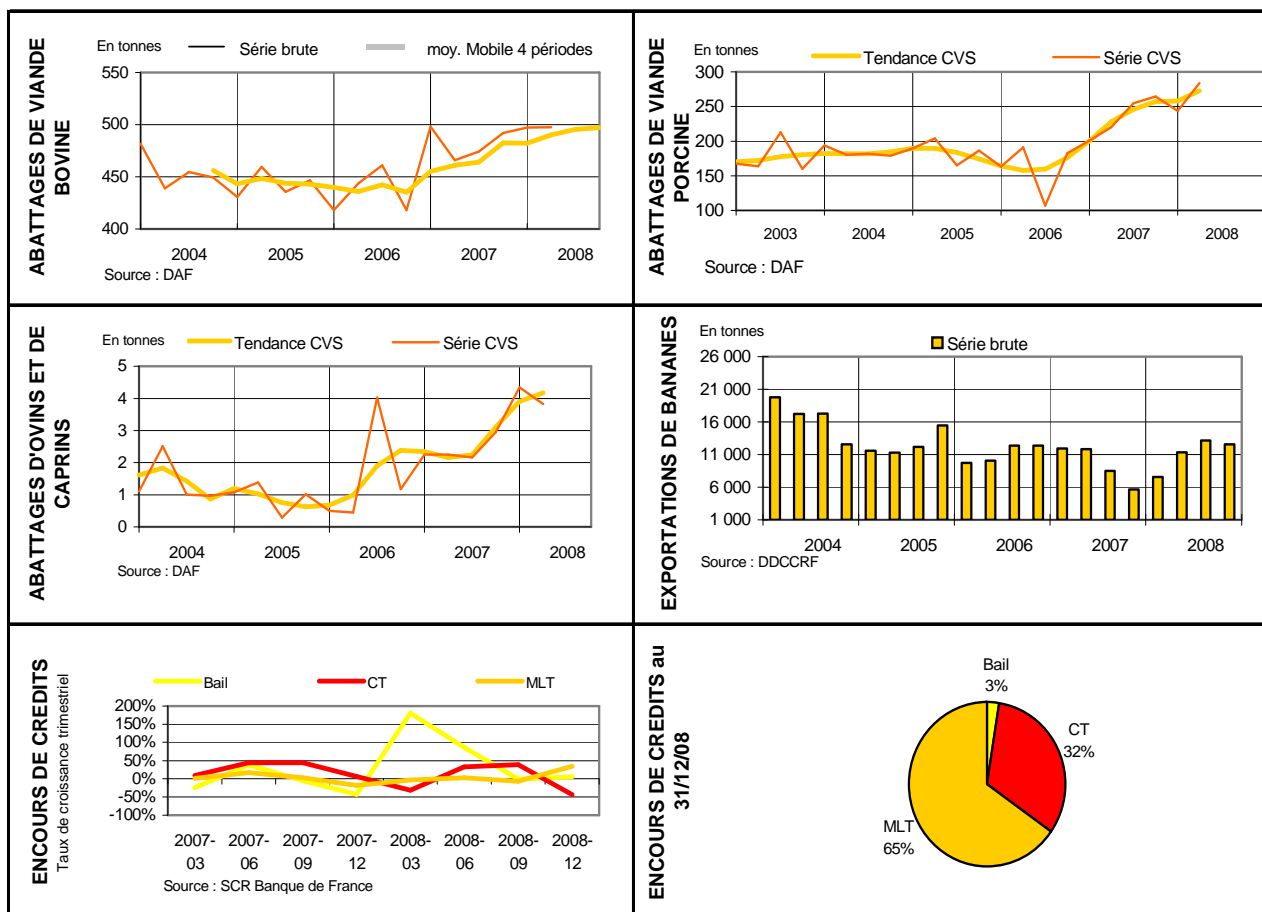 ABATTAGES DE VIANDE
BOVINE
En tonnes
Série brute
moy. Mobile 4 périodes
550
500
450
400
2004
2005
2006
2007
2008
Source : DAF
ABATTAGES DE VIANDE
PORCINE
En tonnes
Tendance CVS
Série CVS
300
250
200
150
100
2003
2004
2005
2006
2007
2008
Source : DAF
ABATTAGES D'OVINS ET DE
CAPRINS
En tonnes
Tendance CVS
Série CVS
5
4
3
2
1
0
2004
2005
2006
2007
2008
Source : DAF
EXPORTATIONS DE BANANES
En tonnes
Série brute
26 000
21 000
16 000
11 000
6 000
1 000
2004
2005
2006
2007
2008
Source : DDCCRF
ENCOURS DE CREDITS
Taux de croissance trimestriel
Bail
CT
MLT
200%
150%
100%
50%
0%
-50%
-100%
2007-
03
2007-
06
2007-
09
2007-
12
2008-
03
2008-
06
2008-
09
2008-
12
Source : SCR Banque de France
ENCOURS DE CREDITS au
31/12/08
Bail
3%
CT
32%
MLT
65%